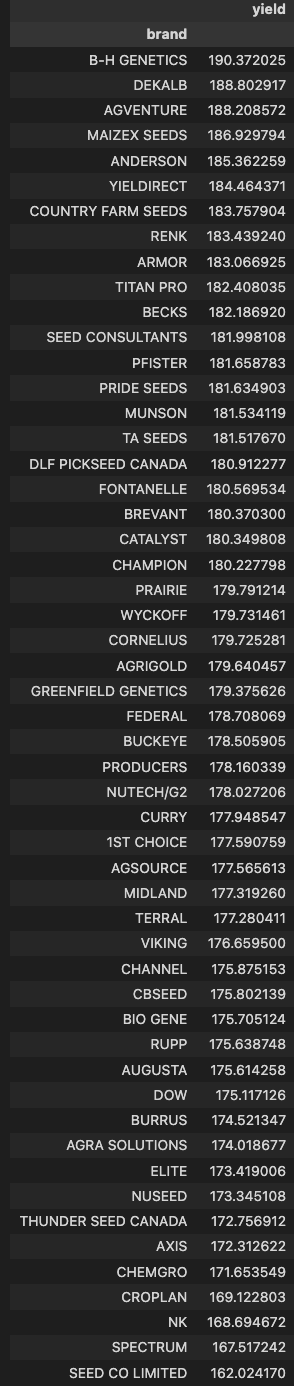 yield
brand
B-H GENETICS 190.372025
DEKALB 188.802917
AGVENTURE 188.208572
MAIZEX SEEDS 186.929794
ANDERSON 185.362259
YIELDIRECT 184.464371
COUNTRY FARM SEEDS 183.757904
RENK 183.439240
ARMOR 183.066925
TITAN PRO 182.408035
BECKS 182.186920
SEED CONSULTANTS 181.998108
PFISTER 181.658783
PRIDE SEEDS 181.634903
MUNSON 181.534119
TA SEEDS 181.517670
DLF PICKSEED CANADA 180.912277
FONTANELLE 180.569534
BREVANT 180.370300
CATALYST 180.349808
CHAMPION 180.227798
PRAIRIE 179.791214
WYCKOFF 179.731461
CORNELIUS 179.725281
AGRIGOLD 179.640457
GREENFIELD GENETICS 179.375626
FEDERAL 178.708069
BUCKEYE 178.505905
PRODUCERS 178.160339
NUTECH/G2 178.027206
CURRY 177.948547
1ST CHOICE 177.590759
AGSOURCE 177.565613
MIDLAND 177.319260
TERRAL 177.280411
VIKING 176.659500
CHANNEL 175.875153
CBSEED 175.802139
BIO GENE 175.705124
RUPP 175.638748
AUGUSTA 175.614258
DOW 175.117126
BURRUS 174.521347
AGRA SOLUTIONS 174.018677
ELITE 173.419006
NUSEED 173.345108
THUNDER SEED CANADA 172.756912
AXIS 172.312622
CHEMGRO 171.653549
CROPLAN 169.122803
NK 168.694672
SPECTRUM 167.517242
SEED CO LIMITED 162.024170